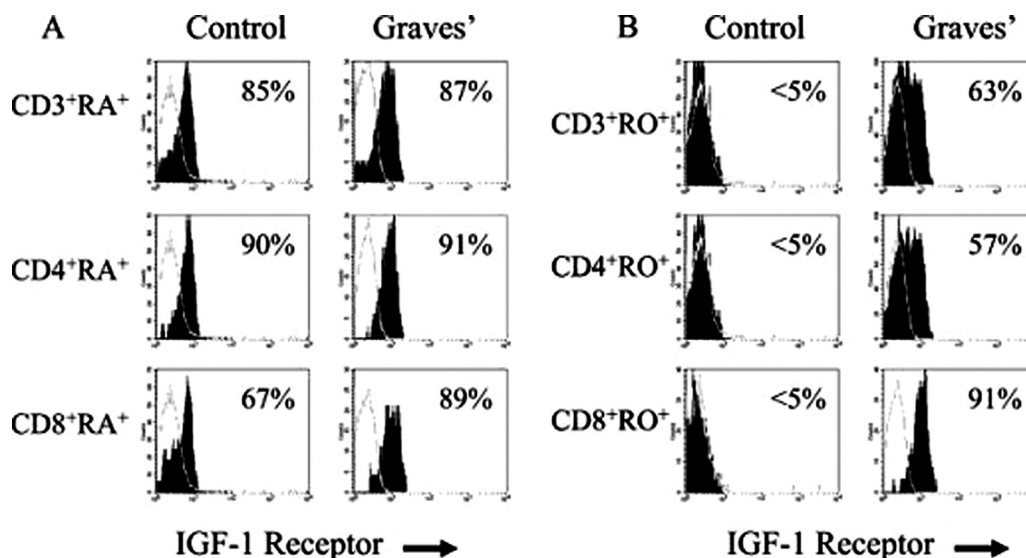 A Control Graves’ B Control Graves’
CD3⁺RA⁺ 85% 87% CD3⁺RO⁺ <5% 63%
CD4⁺RA⁺ 90% 91% CD4⁺RO⁺ <5% 57%
CD8⁺RA⁺ 67% 89% CD8⁺RO⁺ <5% 91%
IGF-1 Receptor IGF-1 Receptor